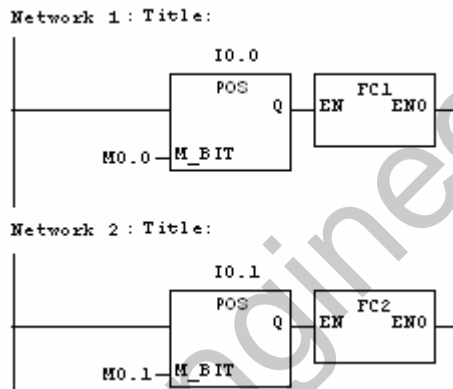 Network 1: Title:
I0.0
POS
Q
M0.0
M_BIT
FC1
EN
ENO
Network 2: Title:
I0.1
POS
Q
M0.1
M_BIT
FC2
EN
ENO